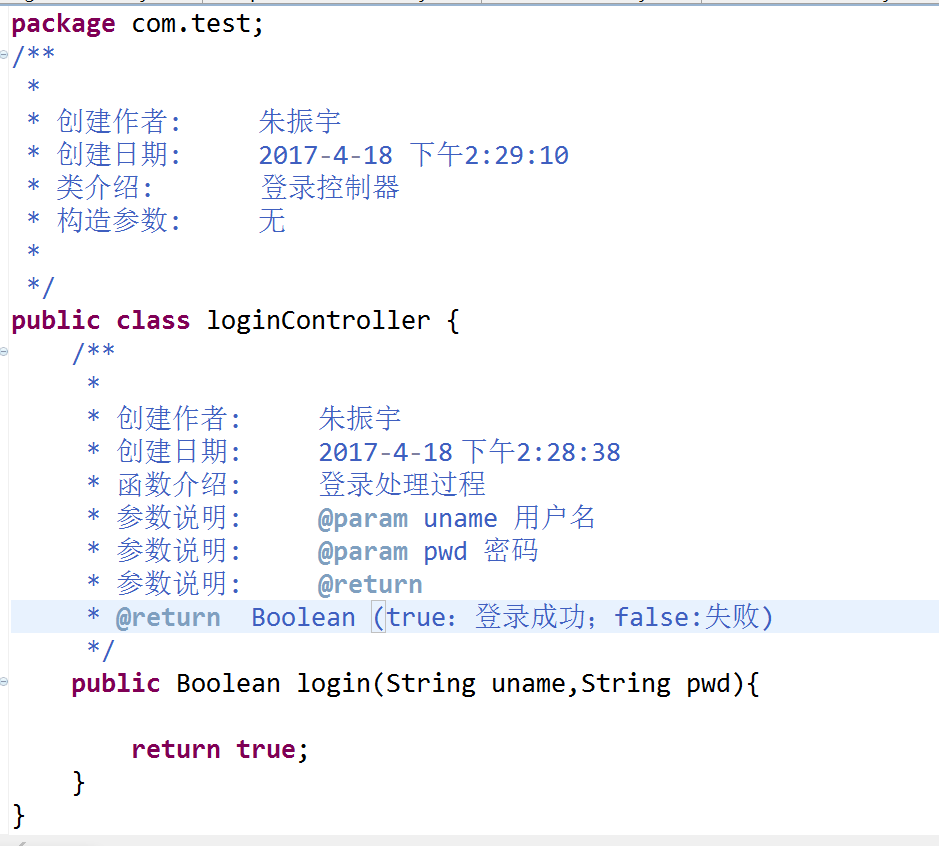 package com.test;
/**
 *
 * 创建作者:     朱振宇
 * 创建日期:     2017-4-18 下午2:29:10
 * 类介绍:       登录控制器
 * 构造参数:     无
 *
 */
public class loginController {
    /**
     *
     * 创建作者:     朱振宇
     * 创建日期:     2017-4-18 下午2:28:38
     * 函数介绍:     登录处理过程
     * 参数说明:     @param uname 用户名
     * 参数说明:     @param pwd 密码
     * 参数说明:     @return
     * @return  Boolean (true: 登录成功; false:失败)
     */
    public Boolean login(String uname,String pwd){
        return true;
    }
}